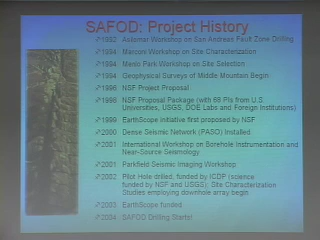 SAFOD: Project History
1992 Asilomar Workshop on San Andreas Fault Zone Drilling
1994 Marconi Workshop on Site Characterization
1994 Menlo Park Workshop on Site Selection
1994 Geophysical Surveys of Middle Mountain Begin
1996 NSF Project Proposal
1998 NSF Proposal Package (with 68 PIs from U.S.
Universities, USGS, DOE Labs and Foreign Institutions)
1999 EarthScope initiative first proposed by NSF
2000 Dense Seismic Network (PASO) Installed
2001 International Workshop on Borehole Instrumentation and
Near-Source Seismology
2001 Parkfield Seismic Imaging Workshop
2002 Pilot Hole drilled, funded by ICDP (science
funded by NSF and USGS). Site Characterization
Studies employing downhole array begin
2003 EarthScope funded
2004 SAFOD Drilling Starts!